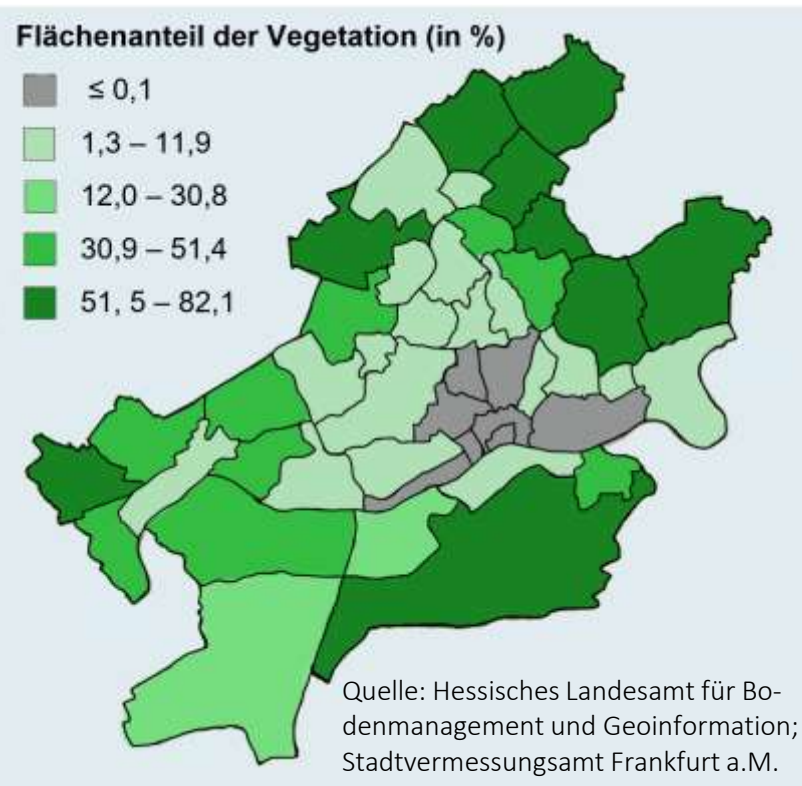 Flächenanteil der Vegetation (in %)
≤ 0,1
1,3 – 11,9
12,0 – 30,8
30,9 – 51,4
51, 5 – 82,1
Quelle: Hessisches Landesamt für Bo-
denmanagement und Geoinformation;
Stadtvermessungsamt Frankfurt a.M.